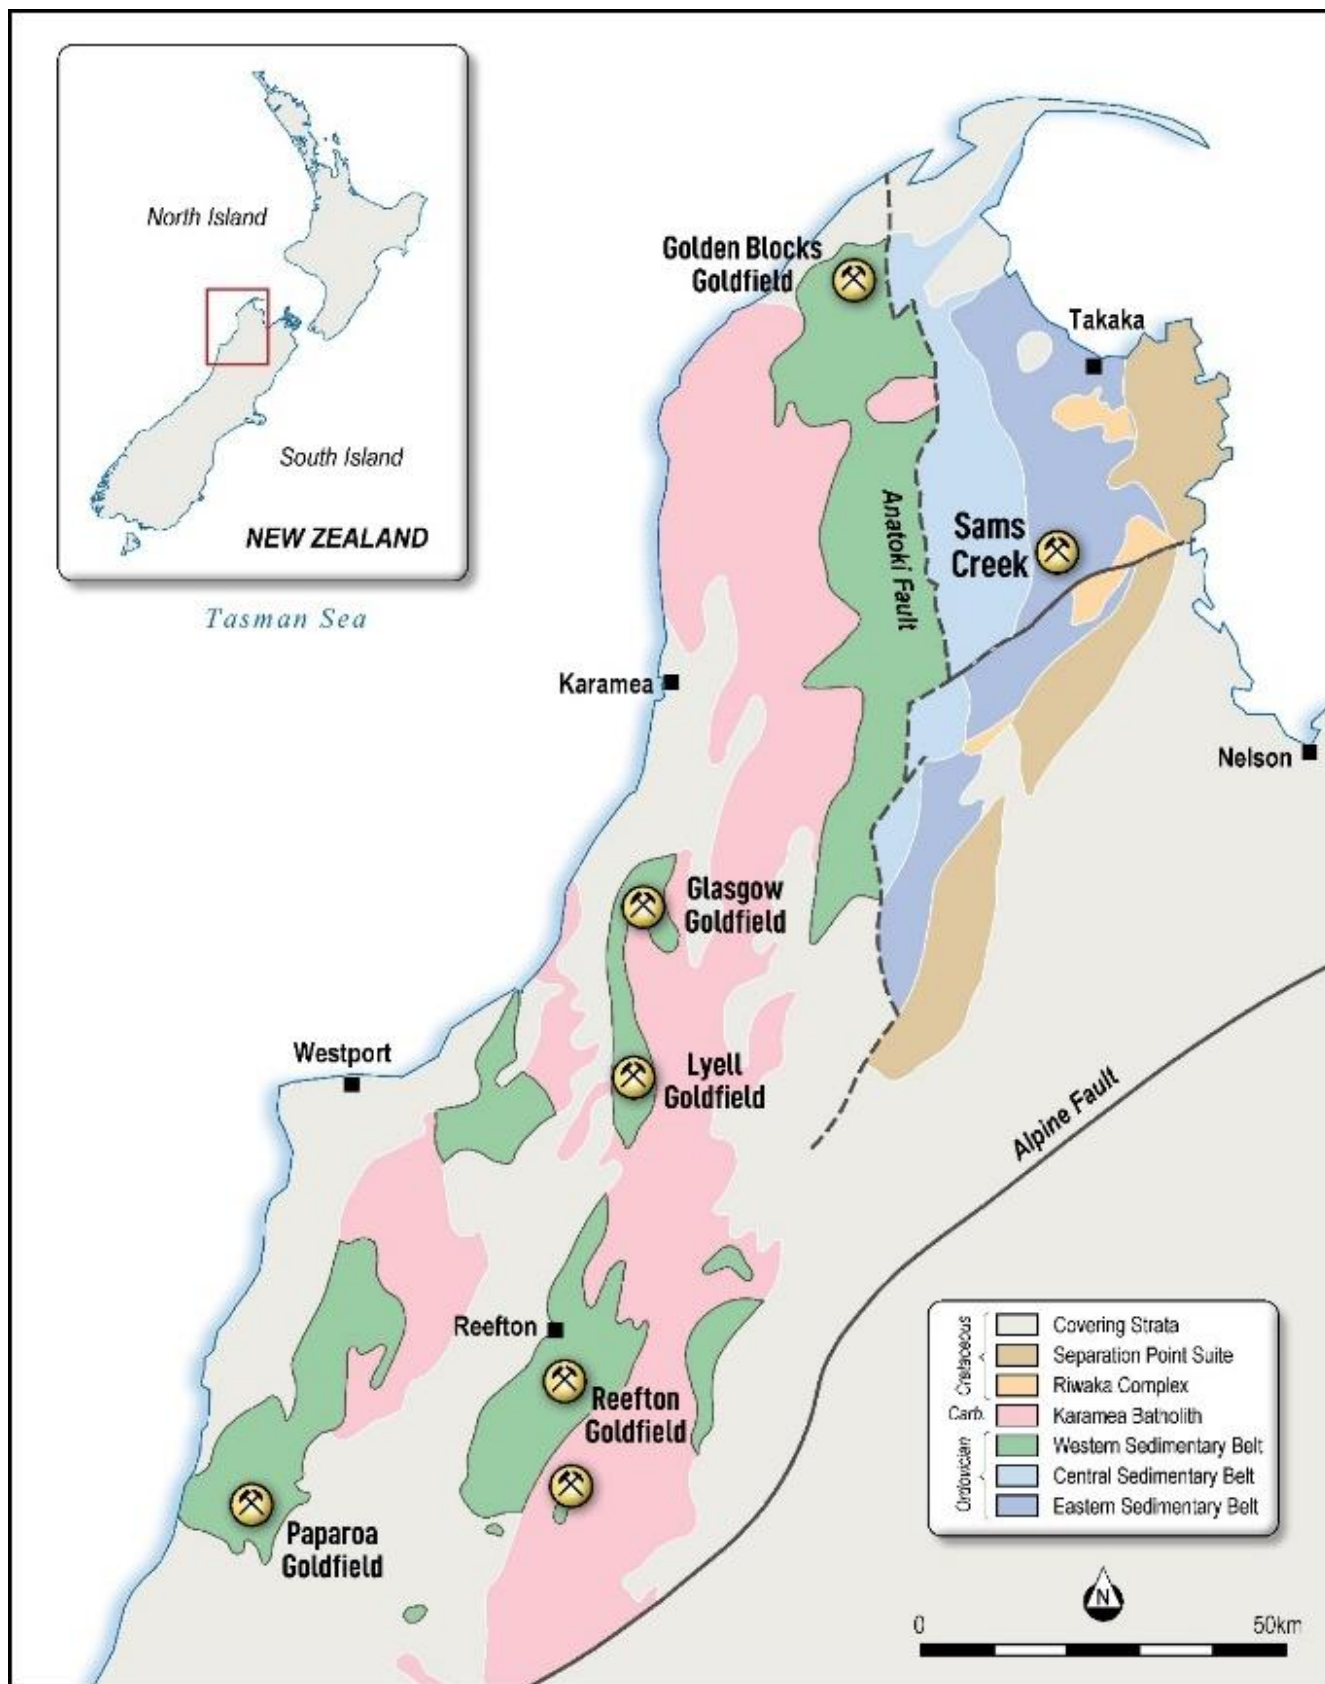 North Island
South Island
NEW ZEALAND
Tasman Sea
Golden Blocks
Goldfield
Takaka
Anatoki Fault
Sams
Creek
Karamea
Nelson
Glasgow
Goldfield
Westport
Lyell
Goldfield
Alpine Fault
Reefton
Reefton
Goldfield
Paparoa
Goldfield
Cretaceous
Covering Strata
Separation Point Suite
Riwaka Complex
Carb.
Karamea Batholith
Ordovician
Western Sedimentary Belt
Central Sedimentary Belt
Eastern Sedimentary Belt
N
0 50km